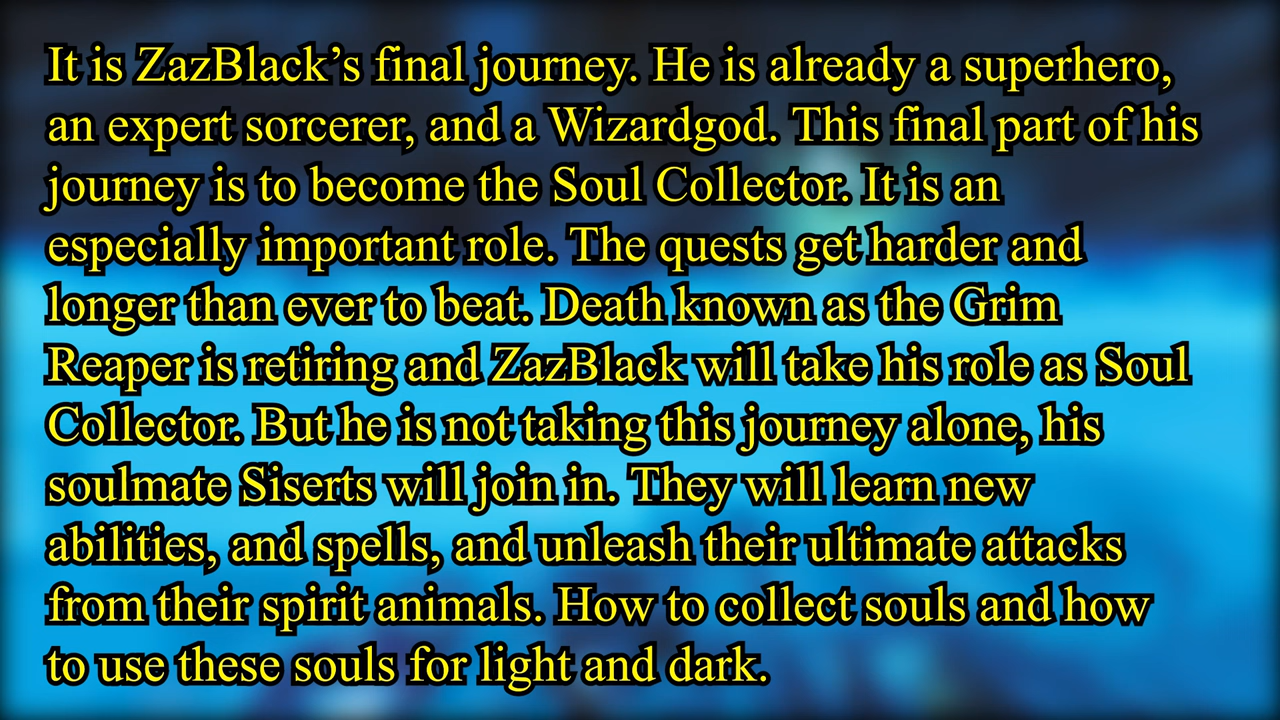 It is ZazBlack’s final journey. He is already a superhero,
an expert sorcerer, and a Wizardgod. This final part of his
journey is to become the Soul Collector. It is an
especially important role. The quests get harder and
longer than ever to beat. Death known as the Grim
Reaper is retiring and ZazBlack will take his role as Soul
Collector. But he is not taking this journey alone, his
soulmate Siserts will join in. They will learn new
abilities, and spells, and unleash their ultimate attacks
from their spirit animals. How to collect souls and how
to use these souls for light and dark.